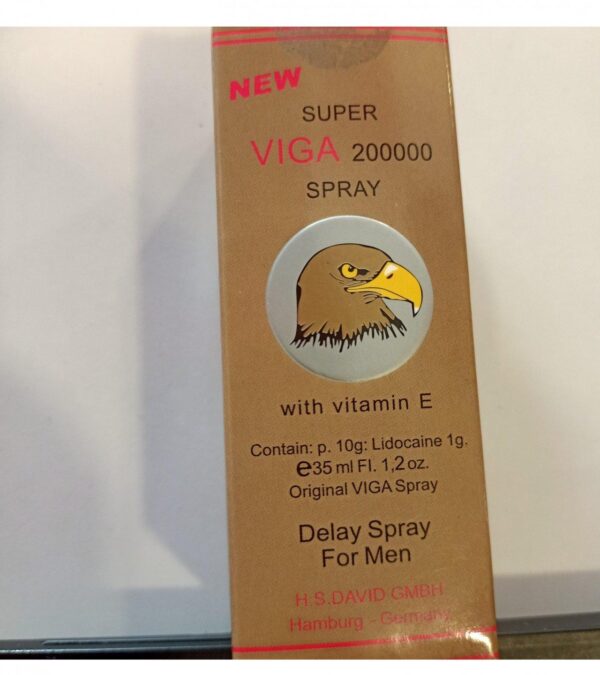 NEW
SUPER
VIGA 200000
SPRAY
with vitamin E
Contain: p. 10g: Lidocaine 1g.
℮35 ml Fl. 1,2 oz.
Original VIGA Spray
Delay Spray
For Men
H.S.DAVID GMBH
Hamburg - Germany